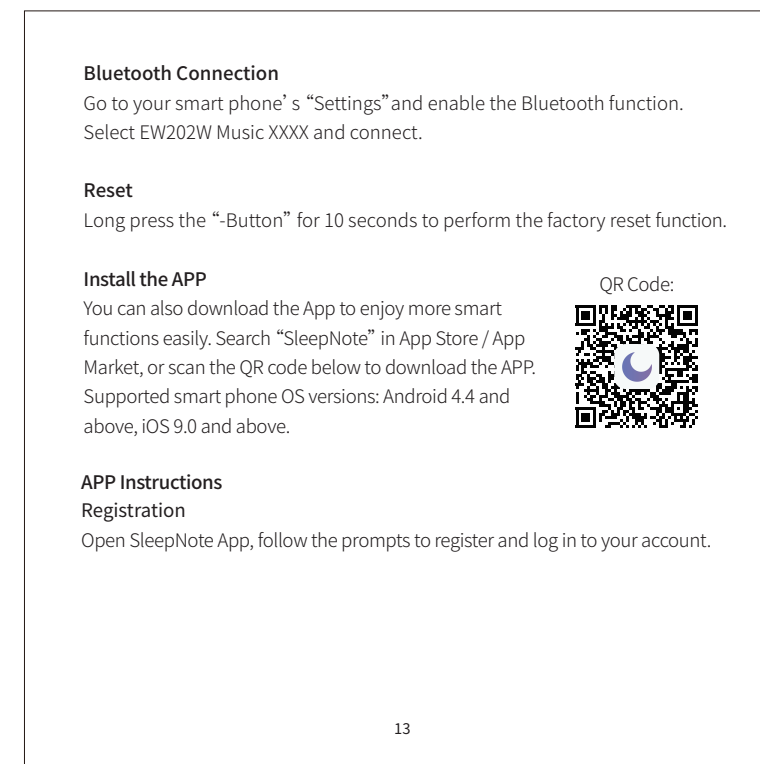 Bluetooth Connection
Go to your smart phone’ s “Settings”and enable the Bluetooth function.
Select EW202W Music XXXX and connect.
Reset
Long press the “-Button” for 10 seconds to perform the factory reset function.
Install the APP
You can also download the App to enjoy more smart
functions easily. Search “SleepNote” in App Store / App
Market, or scan the QR code below to download the APP.
Supported smart phone OS versions: Android 4.4 and
above, iOS 9.0 and above.
QR Code:
APP Instructions
Registration
Open SleepNote App, follow the prompts to register and log in to your account.
13